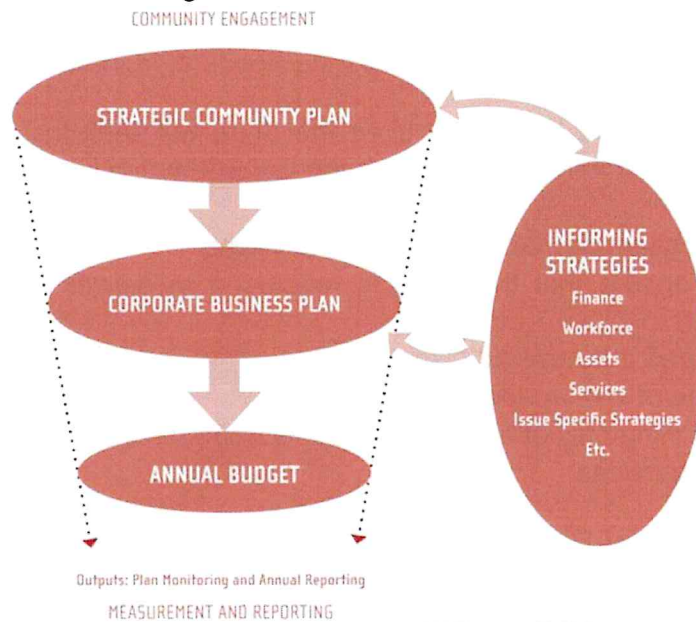 COMMUNITY ENGAGEMENT
STRATEGIC COMMUNITY PLAN
CORPORATE BUSINESS PLAN
ANNUAL BUDGET
INFORMING
STRATEGIES
Finance
Workforce
Assets
Services
Issue Specific Strategies
Etc.
Outputs: Plan Monitoring and Annual Reporting
MEASUREMENT AND REPORTING